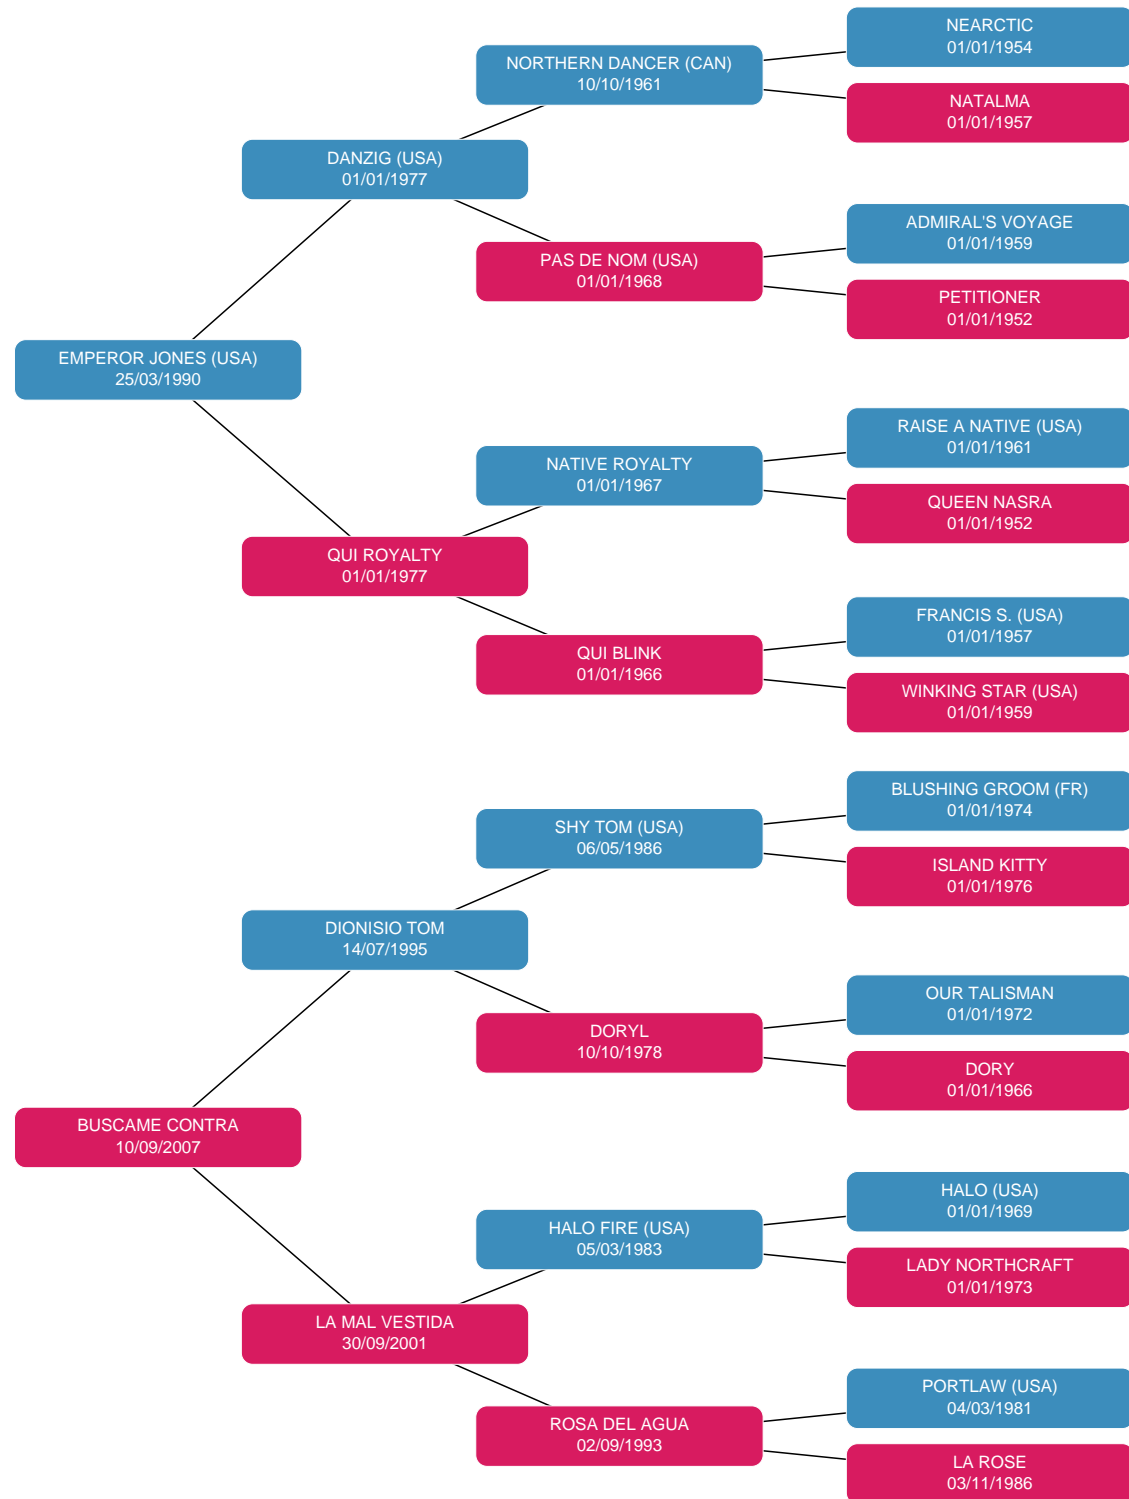 NEARCTIC
01/01/1954
NORTHERN DANCER (CAN)
10/10/1961
NATALMA
01/01/1957
DANZIG (USA)
01/01/1977
ADMIRAL'S VOYAGE
01/01/1959
PAS DE NOM (USA)
01/01/1968
PETITIONER
01/01/1952
EMPEROR JONES (USA)
25/03/1990
RAISE A NATIVE (USA)
01/01/1961
NATIVE ROYALTY
01/01/1967
QUEEN NASRA
01/01/1952
QUI ROYALTY
01/01/1977
FRANCIS S. (USA)
01/01/1957
QUI BLINK
01/01/1966
WINKING STAR (USA)
01/01/1959
BLUSHING GROOM (FR)
01/01/1974
SHY TOM (USA)
06/05/1986
ISLAND KITTY
01/01/1976
DIONISIO TOM
14/07/1995
OUR TALISMAN
01/01/1972
DORYL
10/10/1978
DORY
01/01/1966
BUSCAME CONTRA
10/09/2007
HALO (USA)
01/01/1969
HALO FIRE (USA)
05/03/1983
LADY NORTHCRAFT
01/01/1973
LA MAL VESTIDA
30/09/2001
PORTLAW (USA)
04/03/1981
ROSA DEL AGUA
02/09/1993
LA ROSE
03/11/1986